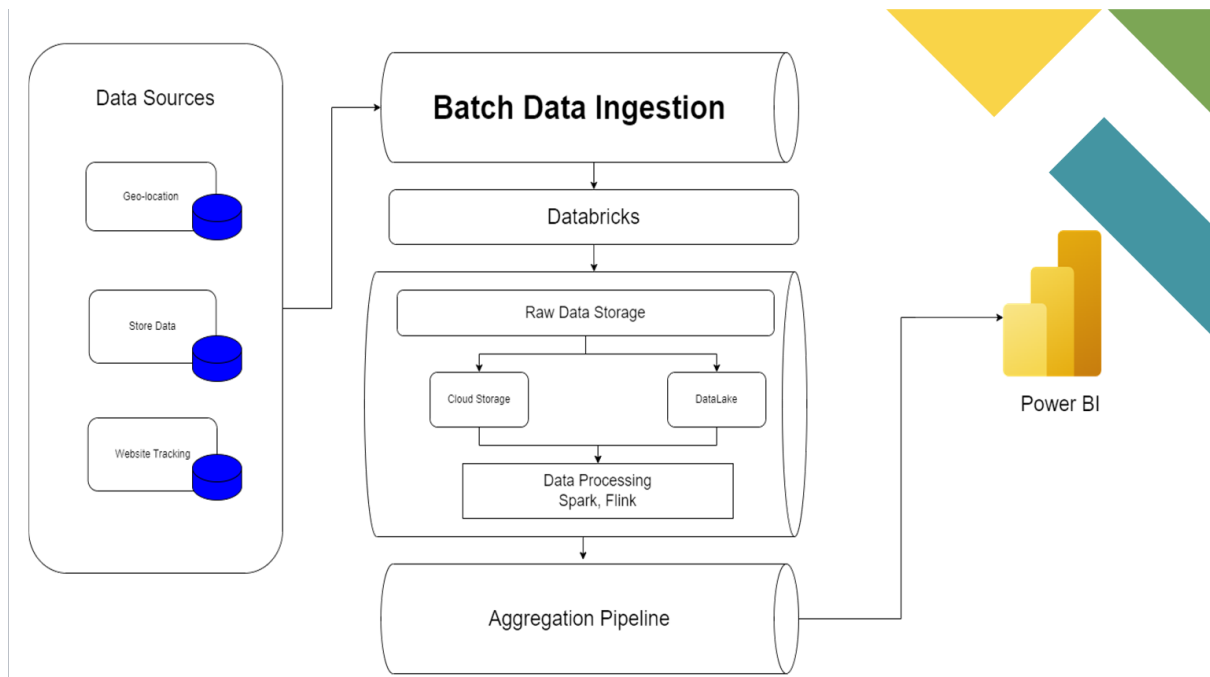 Data Sources
Geo-location
Store Data
Website Tracking
Batch Data Ingestion
Databricks
Raw Data Storage
Cloud Storage
DataLake
Data Processing
Spark, Flink
Aggregation Pipeline
Power BI